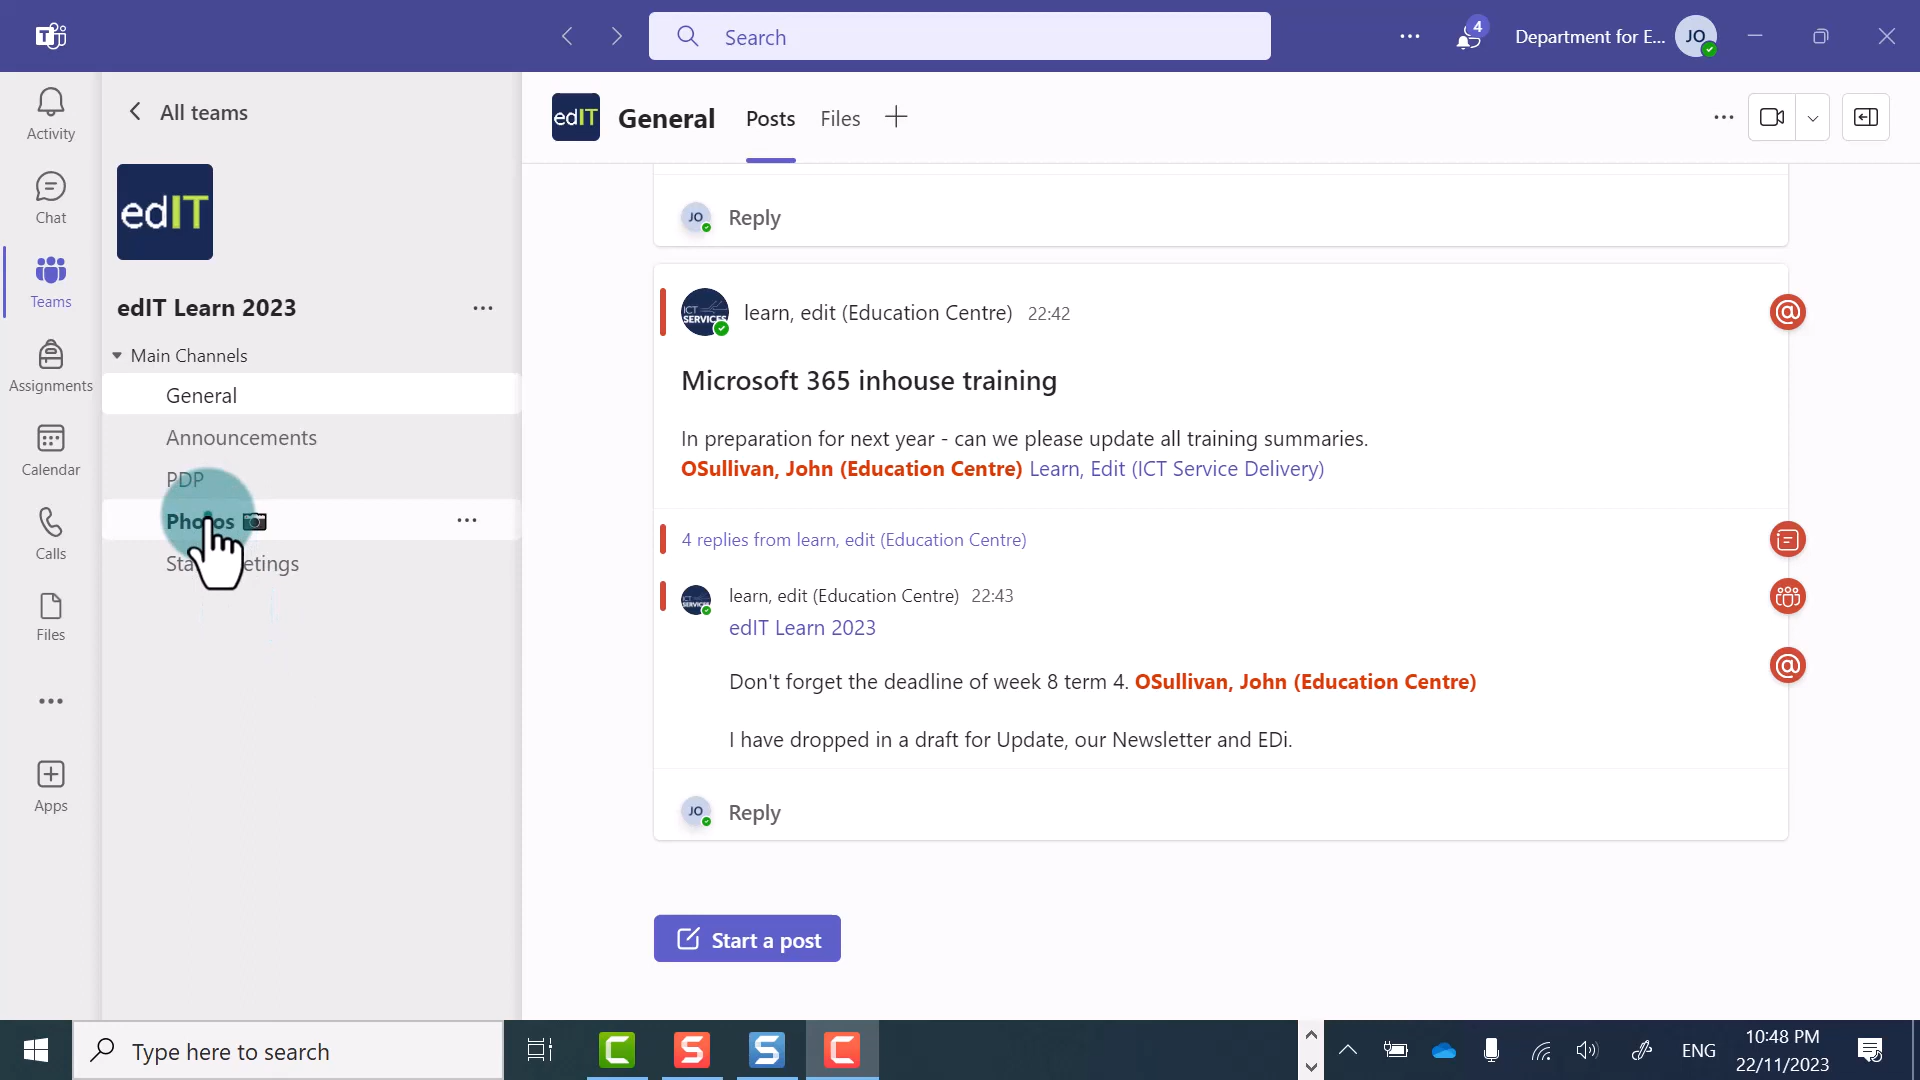 Search
4
Department for E...
JO
Activity
Chat
Teams
Assignments
Calendar
Calls
Files
Apps
All teams
edIT
edIT Learn 2023
Main Channels
General
Announcements
PDP
Photos
edIT
General
Posts
Files
JO
Reply
ICT
SERVICES
learn, edit (Education Centre) 22:42
Microsoft 365 inhouse training
In preparation for next year - can we please update all training summaries.
OSullivan, John (Education Centre) Learn, Edit (ICT Service Delivery)
4 replies from learn, edit (Education Centre)
learn, edit (Education Centre) 22:43
edIT Learn 2023
Don't forget the deadline of week 8 term 4. OSullivan, John (Education Centre)
I have dropped in a draft for Update, our Newsletter and EDi.
JO
Reply
Start a post
Type here to search
ENG
10:48 PM
22/11/2023